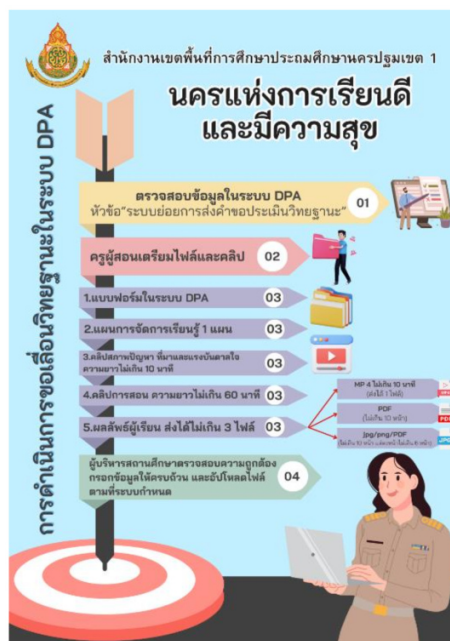 สำนักงานเขตพื้นที่การศึกษาประถมศึกษานครปฐมเขต 1
นครแห่งการเรียนดี
และมีความสุข
การดำเนินการขอเลื่อนวิทยฐานะในระบบ DPA
ตรวจสอบข้อมูลในระบบ DPA
หัวข้อ"ระบบย่อยการส่งคำขอประเมินวิทยฐานะ"
01
ครูผู้สอนเตรียมไฟล์และคลิป
02
1.แบบฟอร์มในระบบ DPA
03
2.แผนการจัดการเรียนรู้ 1 แผน
03
3.คลิปสภาพปัญหา ที่มาและแรงบันดาลใจ
ความยาวไม่เกิน 10 นาที
03
4.คลิปการสอน ความยาวไม่เกิน 60 นาที
03
5.ผลลัพธ์ผู้เรียน ส่งได้ไม่เกิน 3 ไฟล์
03
MP 4 ไม่เกิน 10 นาที
(ส่งได้ 1 ไฟล์)
PDF
(ไม่เกิน 10 หน้า)
PDF
jpg/png/PDF
JPG
ผู้บริหารสถานศึกษาตรวจสอบความถูกต้อง
กรอกข้อมูลให้ครบถ้วน และอัปโหลดไฟล์
ตามที่ระบบกำหนด
04